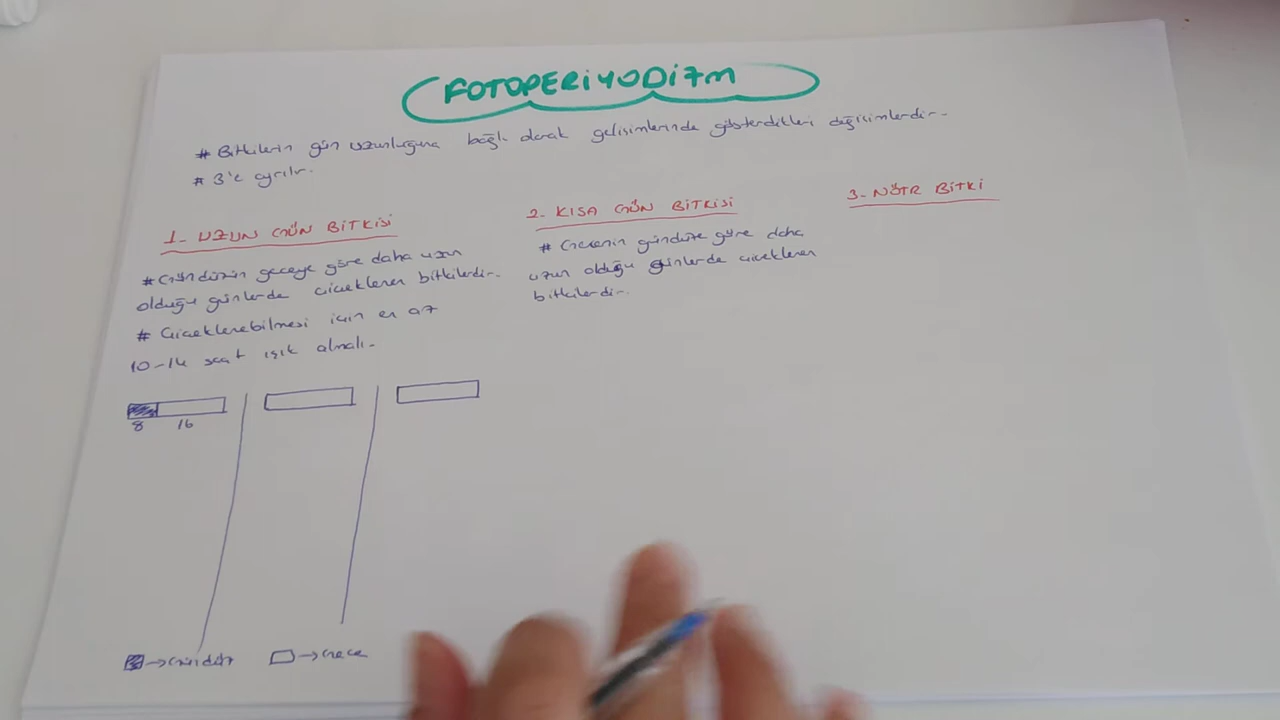 FOTOPERİYODİZM
# Bitkilerin gün uzunluğuna bağlı olarak gelişimlerinde gösterdikleri değişimlerdir.
# 3'e ayrılır.
1- UZUN GÜN BİTKİSİ
# Gündüzün geceye göre daha uzun
olduğu günlerde çiçeklenen bitkilerdir.
# Çiçeklenebilmesi için en az
10-14 saat ışık almalı.
8 16
→Gündüz →Gece
2- KISA GÜN BİTKİSİ
# Gecenin gündüze göre daha
uzun olduğu günlerde çiçeklenen
bitkilerdir.
3- NÖTR BİTKİ